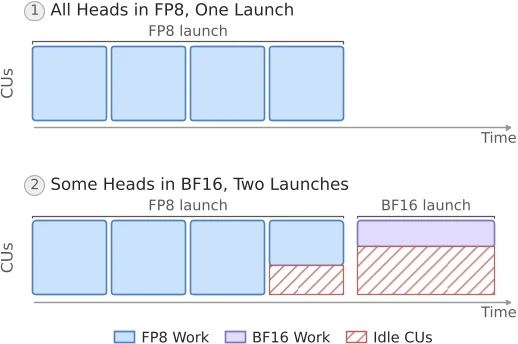 1 All Heads in FP8, One Launch
FP8 launch
CUs
Time
2 Some Heads in BF16, Two Launches
FP8 launch BF16 launch
CUs
Time
FP8 Work BF16 Work Idle CUs